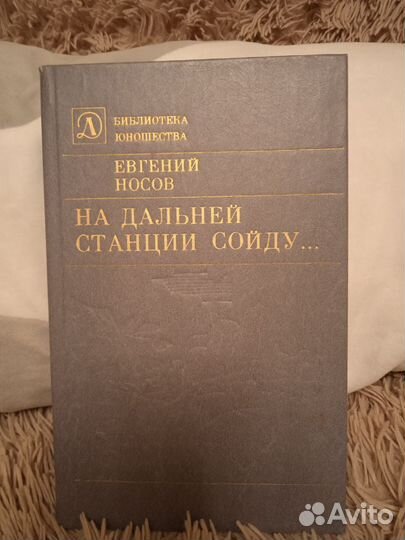 Д
БИБЛИОТЕКА
ЮНОШЕСТВА
ЕВГЕНИЙ
НОСОВ
НА ДАЛЬНЕЙ
СТАНЦИИ СОЙДУ...
Avito